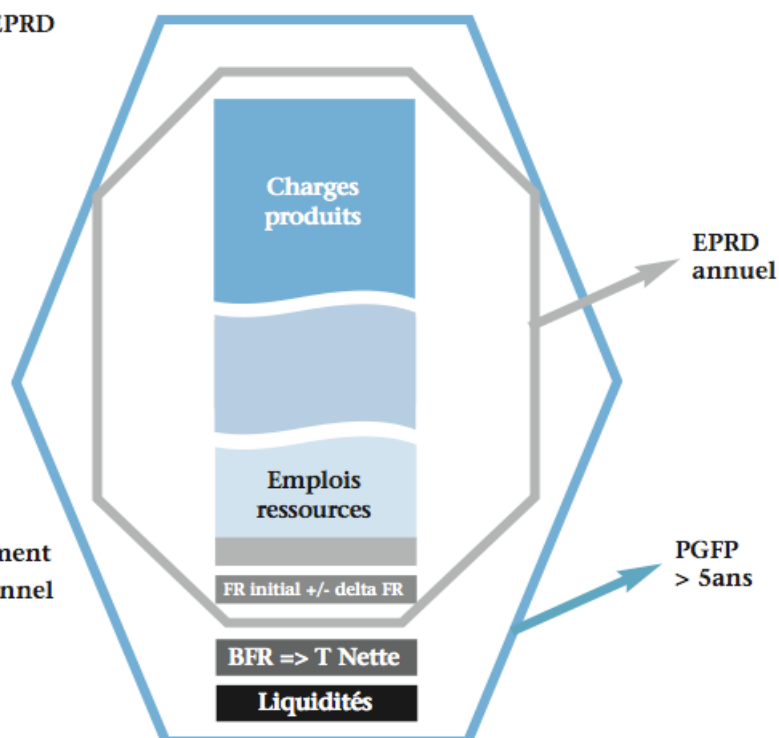 EPRD
Charges
produits
EPRD
annuel
Emplois
ressources
PGFP
> 5ans
FR initial +/- delta FR
BFR => T Nette
Liquidités